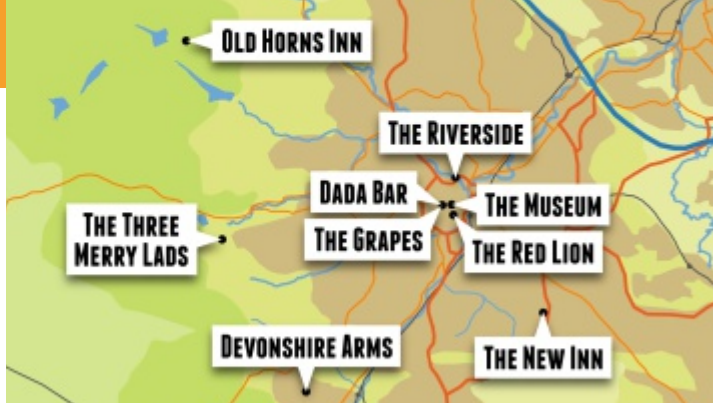 OLD HORNS INN
THE RIVERSIDE
DADA BAR
THE MUSEUM
THE THREE
MERRY LADS
THE GRAPES
THE RED LION
DEVONSHIRE ARMS
THE NEW INN